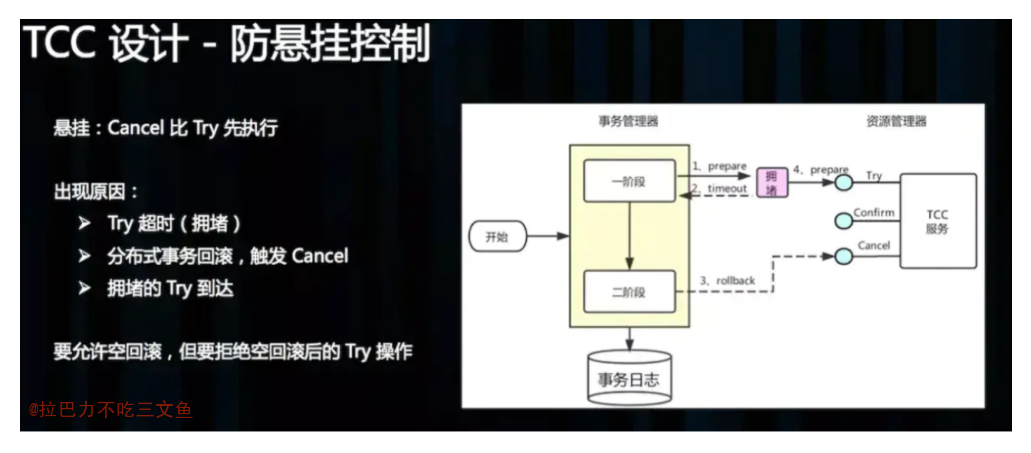 TCC 设计 - 防悬挂控制
悬挂：Cancel 比 Try 先执行
出现原因：
➤ Try 超时（拥堵）
➤ 分布式事务回滚，触发 Cancel
➤ 拥堵的 Try 到达
要允许空回滚，但要拒绝空回滚后的 Try 操作
@拉巴力不吃三文鱼
事务管理器
资源管理器
开始
一阶段
二阶段
事务日志
1、prepare
2、timeout
拥
堵
4、prepare
3、rollback
Try
Confirm
Cancel
TCC
服务